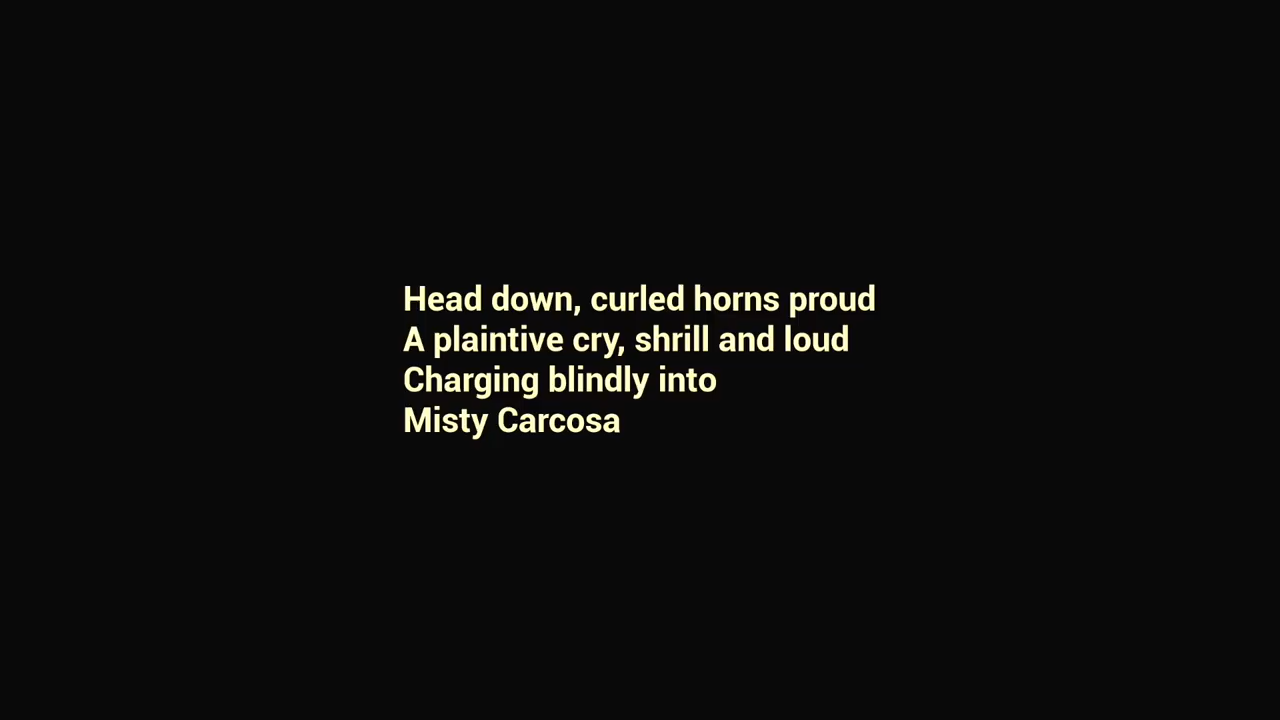 Head down, curled horns proud
A plaintive cry, shrill and loud
Charging blindly into
Misty Carcosa